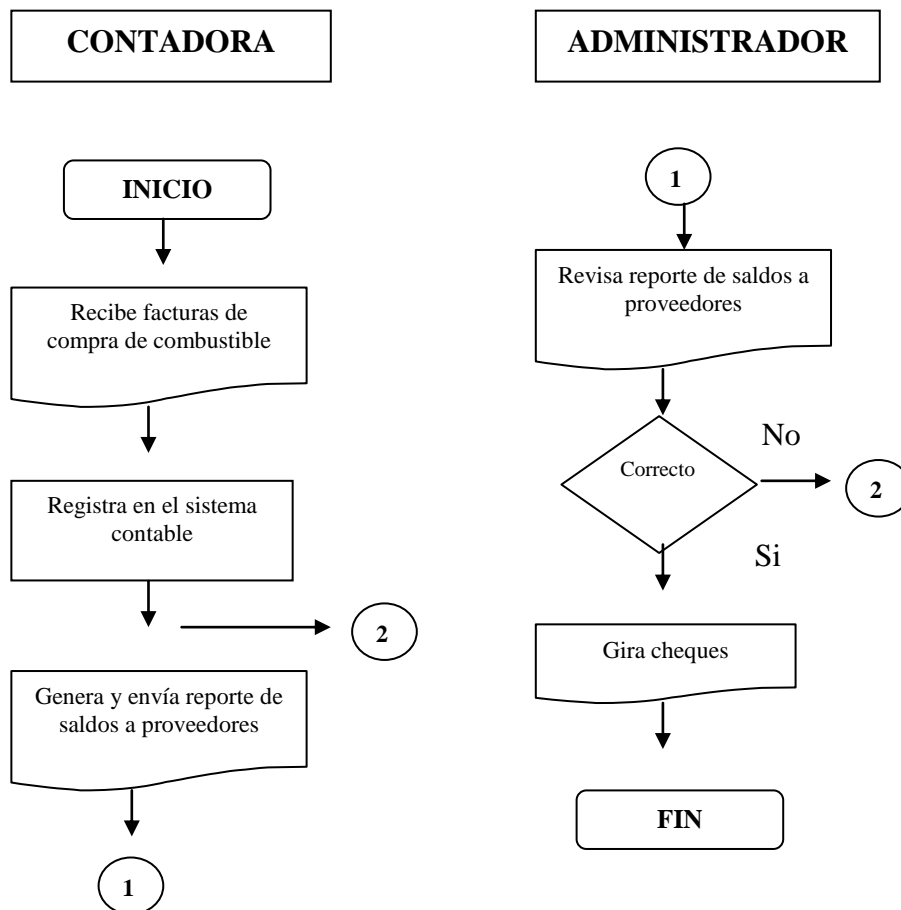 CONTADORA
INICIO
Recibe facturas de
compra de combustible
Registra en el sistema
contable
2
Genera y envía reporte de
saldos a proveedores
1
ADMINISTRADOR
1
Revisa reporte de saldos a
proveedores
Correcto
No
2
Si
Gira cheques
FIN